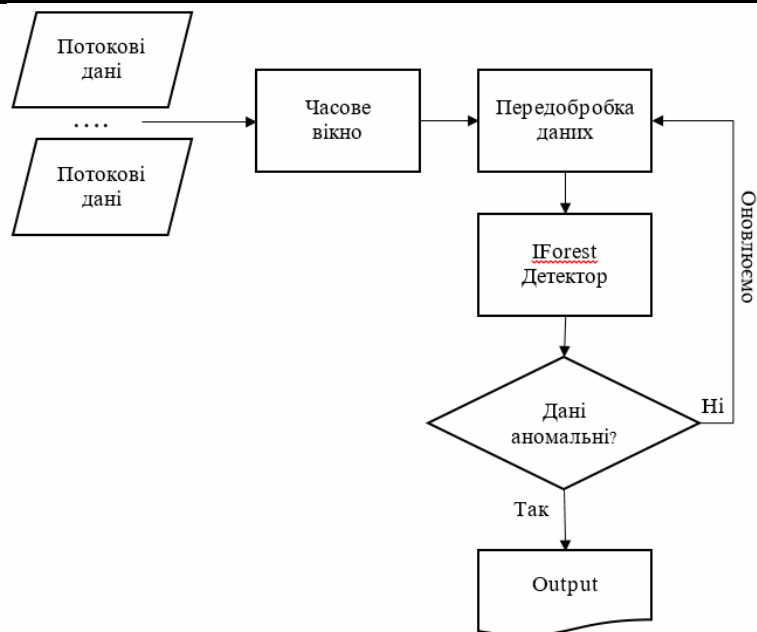 Потокові
дані
....
Потокові
дані
Часове
вікно
Передобробка
даних
IForest
Детектор
Оновлюємо
Дані
аномальні?
Ні
Так
Output